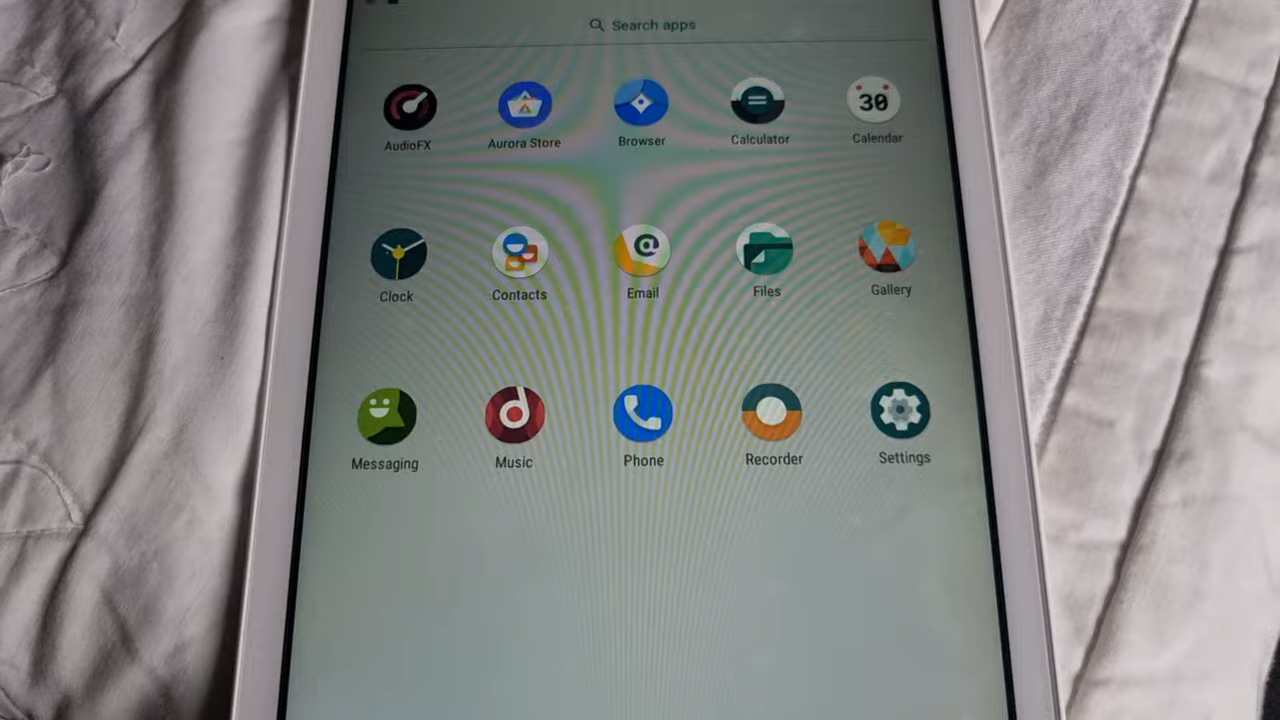 Search apps
AudioFX
Aurora Store
Browser
Calculator
30
Calendar
Clock
Contacts
@
Email
Files
Gallery
Messaging
Music
Phone
Recorder
Settings